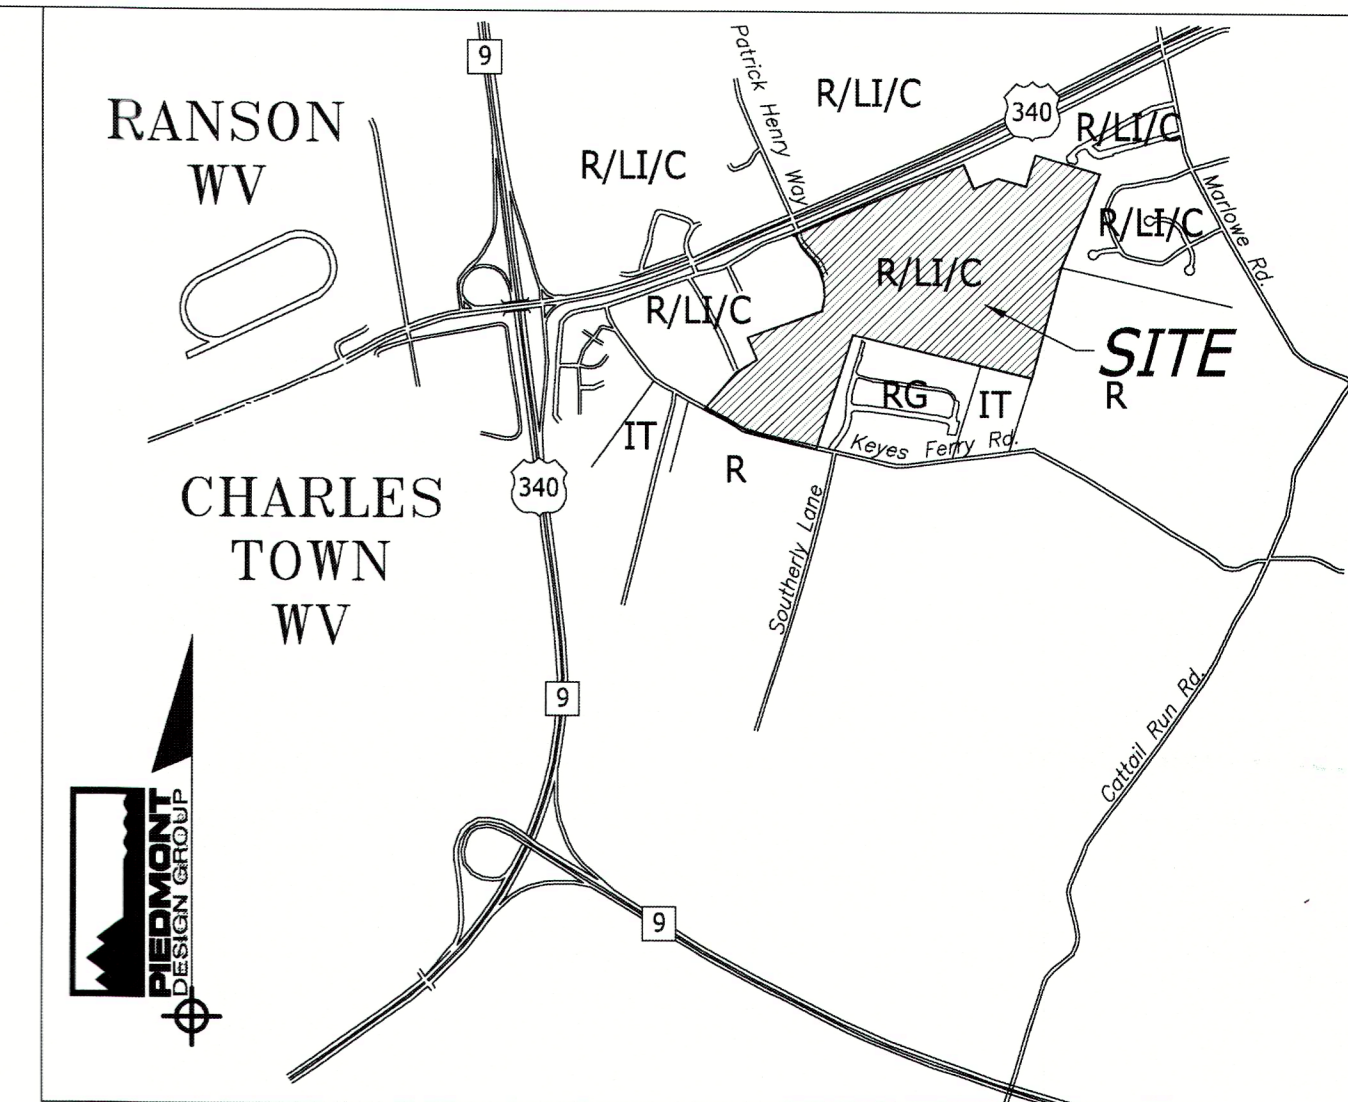 9
RANSON
WV
Patrick Henry Way
R/LI/C
340
R/LI/C
R/LI/C
Marlowe Rd.
R/LI/C
R/LI/C
R/LI/C
SITE
RG
IT
R
IT
Keyes Ferry Rd.
R
CHARLES
TOWN
WV
340
Southerly Lane
9
Cattail Run Rd.
PIEDMONT
DESIGN GROUP
9